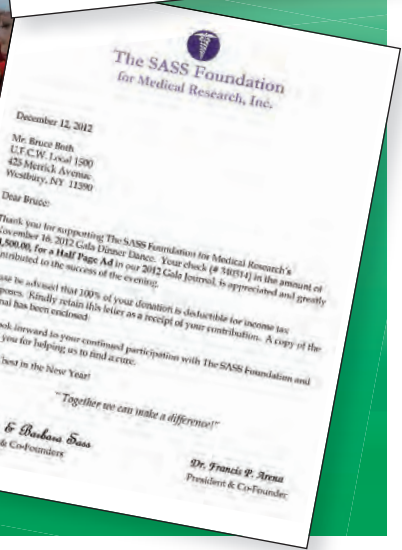 The SASS Foundation
for Medical Research, Inc.
December 12, 2012
Mr. Bruce Both
U.F.C.W. Local 1500
425 Merrick Avenue
Westbury, NY 11590
Dear Bruce:
Thank you for supporting The SASS Foundation for Medical Research's
November 16, 2012 Gala Dinner Dance. Your check (# 340514) in the amount of
1,500.00, for a Half Page Ad in our 2012 Gala Journal, is appreciated and greatly
ntributed to the success of the evening.
ase be advised that 100% of your donation is deductible for income tax
poses. Kindly retain this letter as a receipt of your contribution. A copy of the
nal has been enclosed.
ook forward to your continued participation with The SASS Foundation and
you for helping us to find a cure.
best in the New Year!
"Together we can make a difference!"
& Barbara Sass
& Co-Founders
Dr. Francis P. Arena
President & Co-Founder